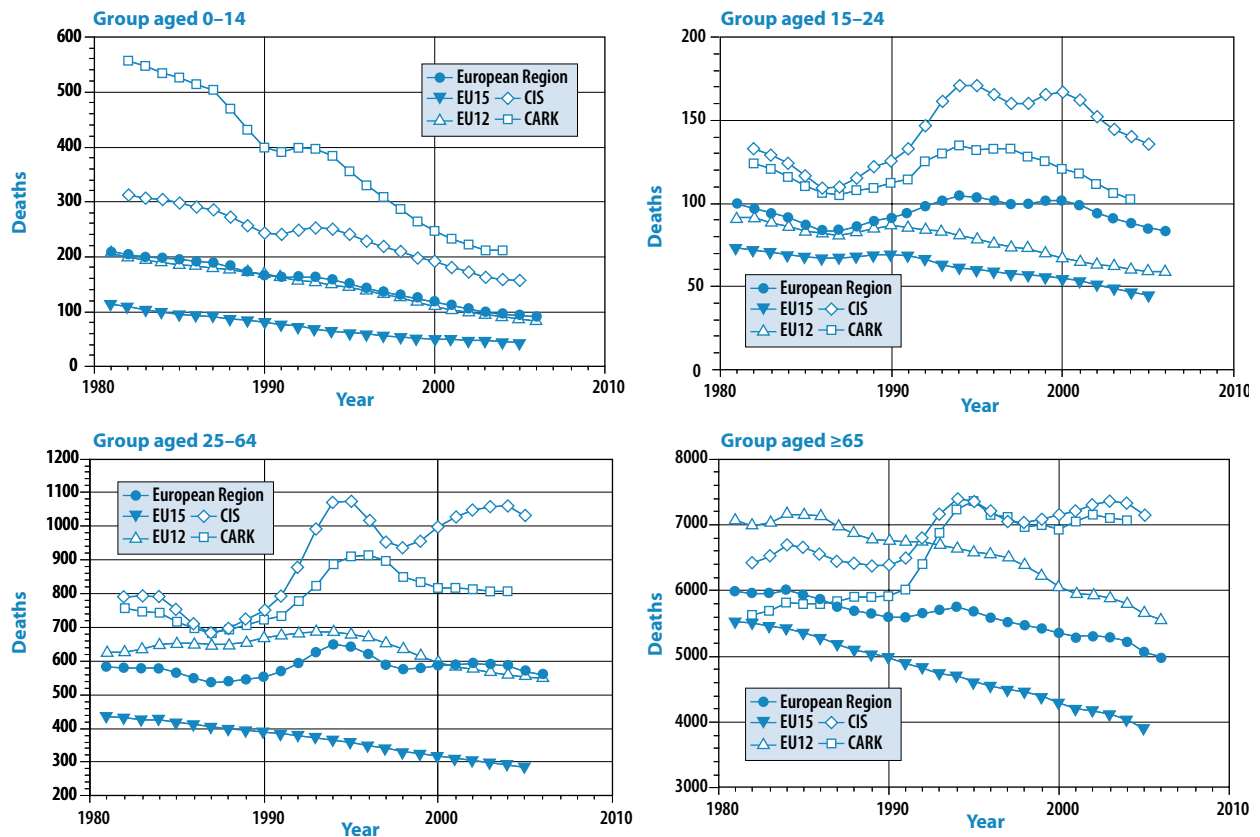 Group aged 0–14
600
500
400
300
200
100
0
Deaths
European Region
EU15 CIS
EU12 CARK
1980 1990 2000 2010
Year
Group aged 15–24
200
150
100
50
0
Deaths
European Region
EU15 CIS
EU12 CARK
1980 1990 2000 2010
Year
Group aged 25–64
1200
1100
1000
900
800
700
600
500
400
300
200
Deaths
European Region
EU15 CIS
EU12 CARK
1980 1990 2000 2010
Year
Group aged ≥65
8000
7000
6000
5000
4000
3000
Deaths
European Region
EU15 CIS
EU12 CARK
1980 1990 2000 2010
Year